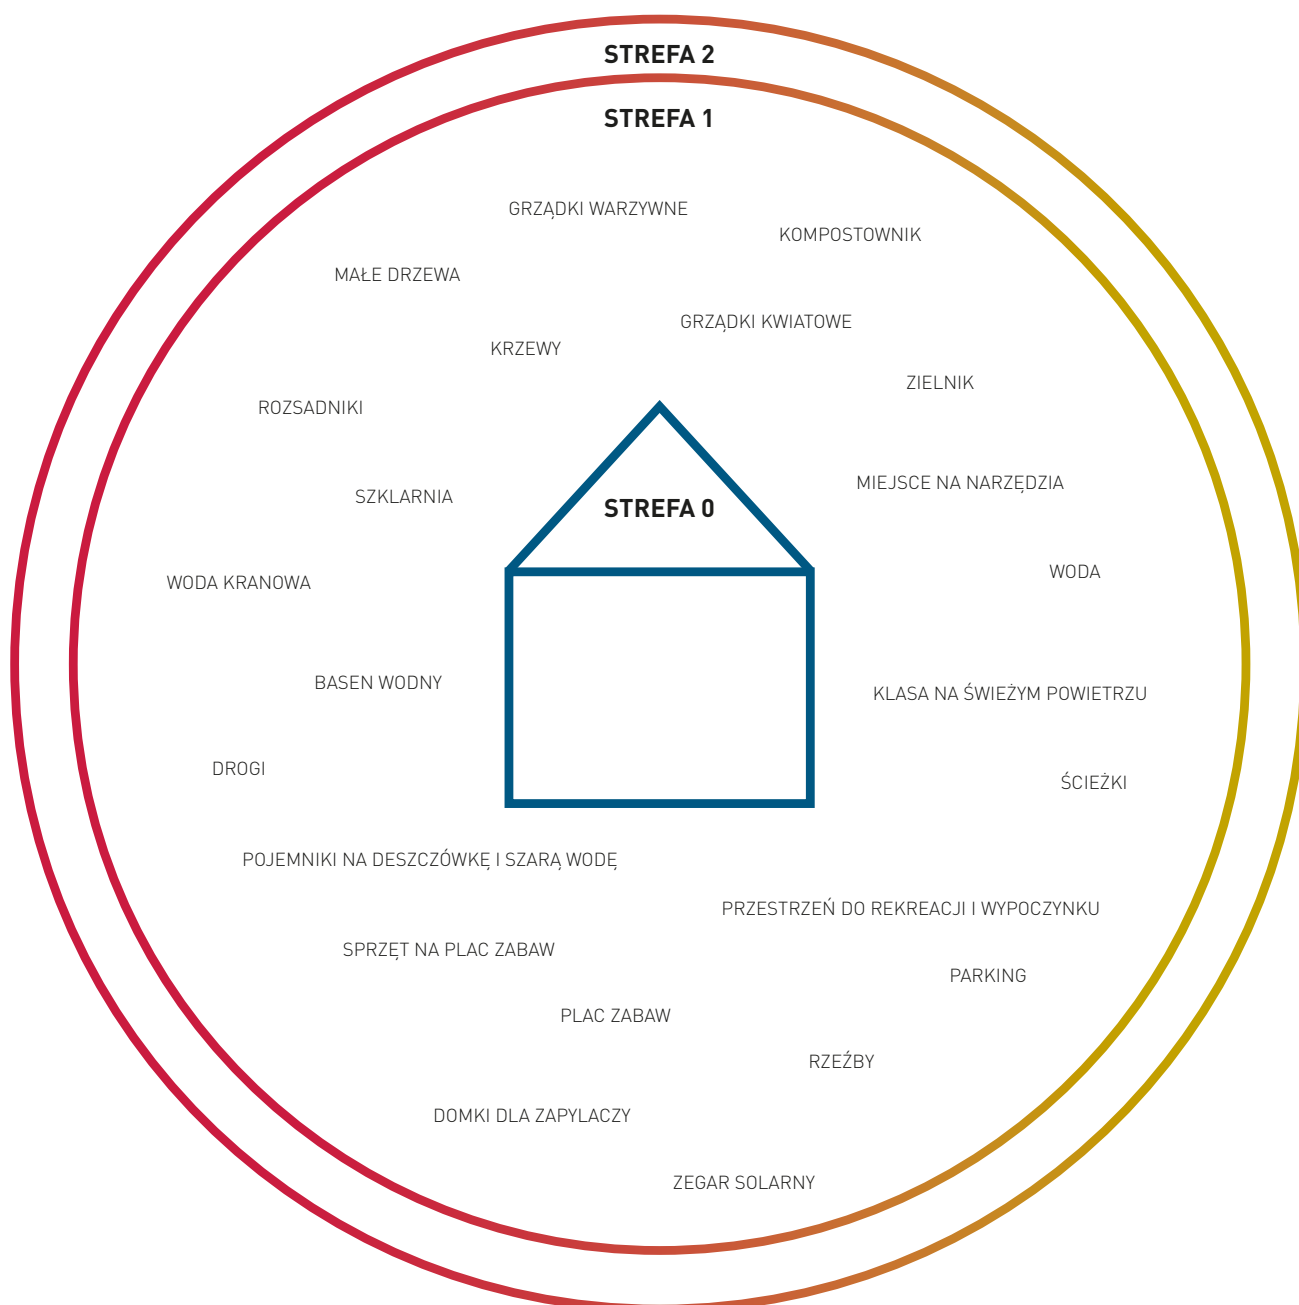 STREFA 2
STREFA 1
GRZĄDKI WARZYWNE
KOMPOSTOWNIK
MAŁE DRZEWA
GRZĄDKI KWIATOWE
KRZEWY
ZIELNIK
ROZSADNIKI
MIEJSCE NA NARZĘDZIA
SZKLARNIA
STREFA 0
WODA
WODA KRANOWA
BASEN WODNY
KLASA NA ŚWIEŻYM POWIETRZU
DROGI
ŚCIEŻKI
POJEMNIKI NA DESZCZÓWKĘ I SZARĄ WODĘ
PRZESTRZEŃ DO REKREACJI I WYPOCZYNKU
SPRZĘT NA PLAC ZABAW
PARKING
PLAC ZABAW
RZEŹBY
DOMKI DLA ZAPYLACZY
ZEGAR SOLARNY